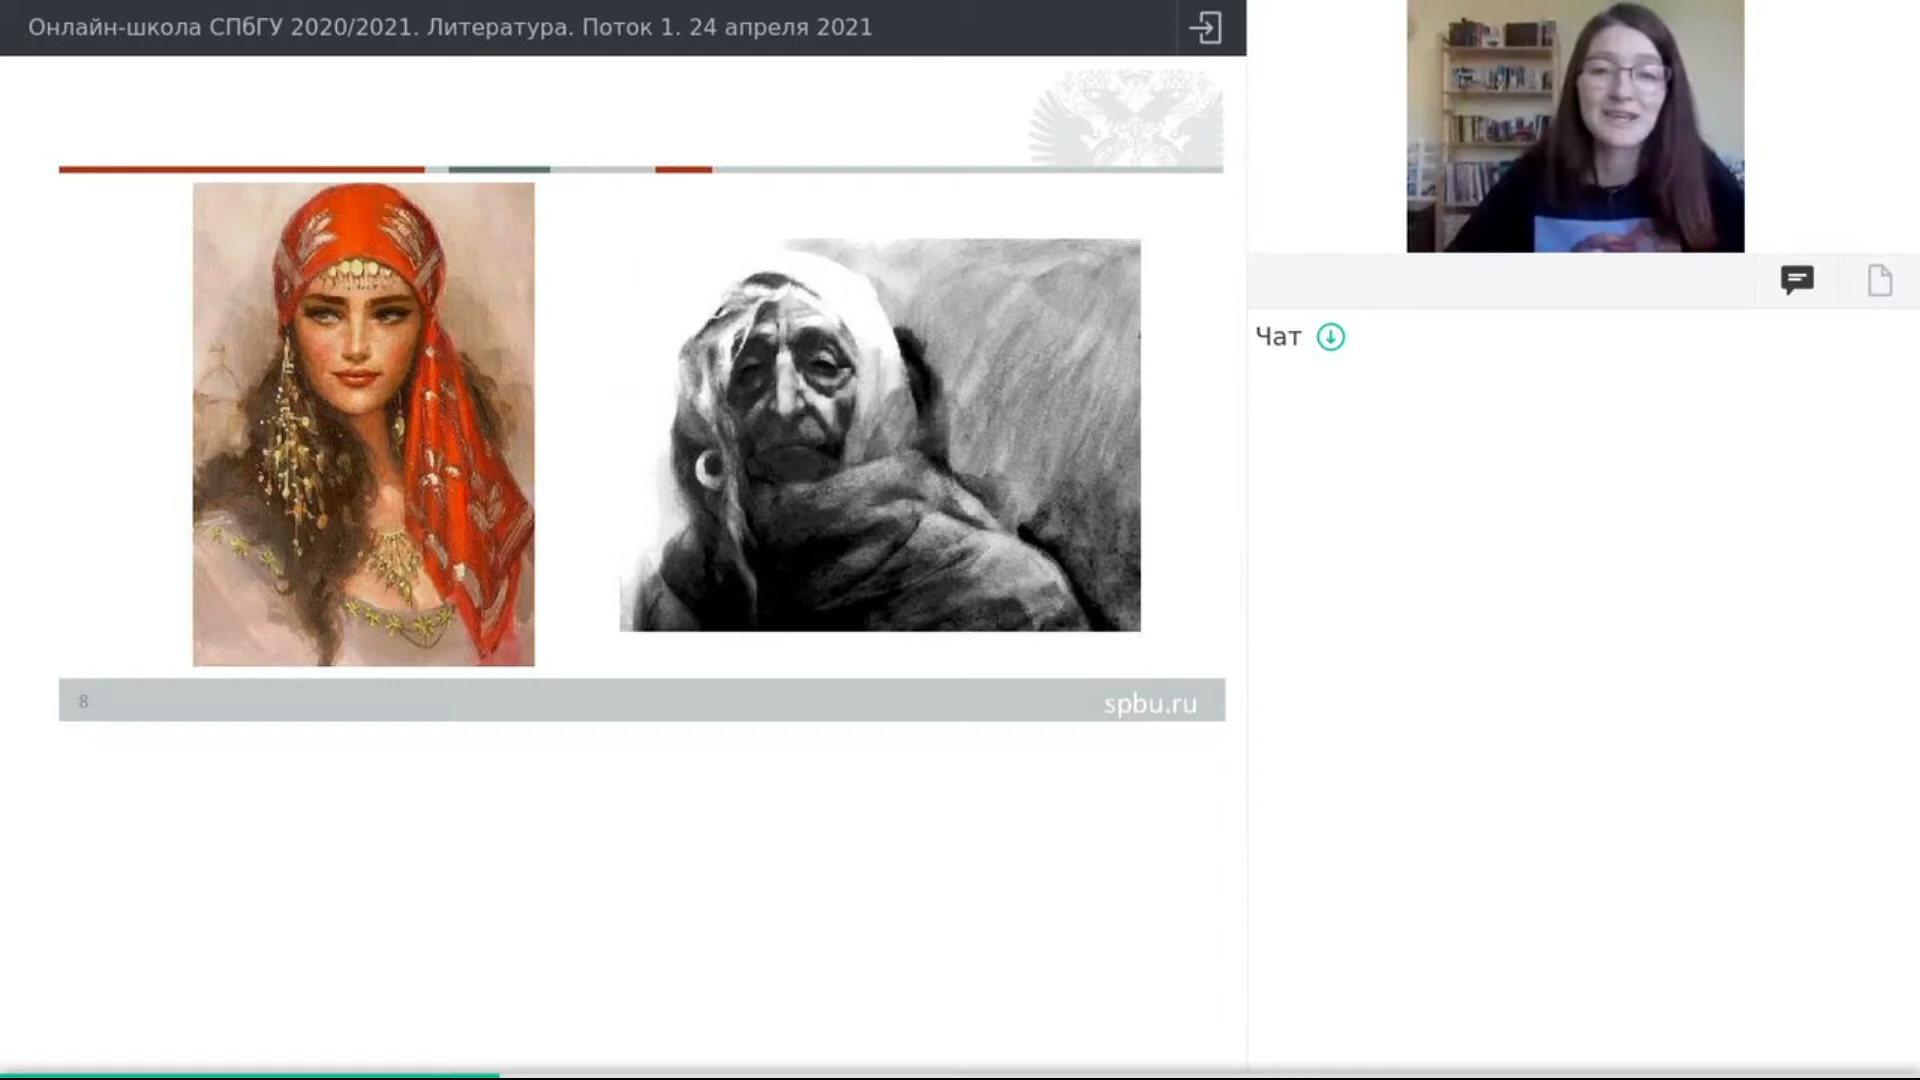 Онлайн-школа СПбГУ 2020/2021. Литература. Поток 1. 24 апреля 2021
Чат
8
spbu.ru